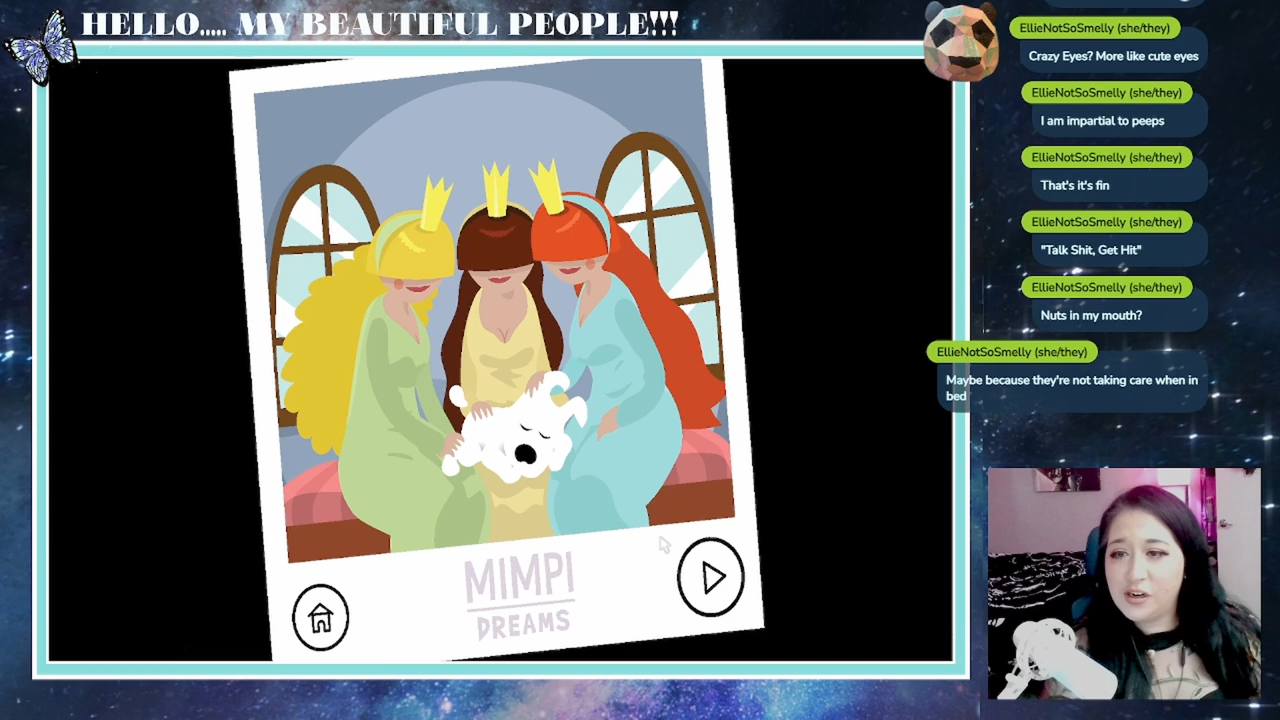 HELLO..... MY BEAUTIFUL PEOPLE!!!
EllieNotSoSmelly (she/they)
Crazy Eyes? More like cute eyes
EllieNotSoSmelly (she/they)
I am impartial to peeps
EllieNotSoSmelly (she/they)
That's it's fin
EllieNotSoSmelly (she/they)
"Talk Shit, Get Hit"
EllieNotSoSmelly (she/they)
Nuts in my mouth?
EllieNotSoSmelly (she/they)
Maybe because they're not taking care when in
bed
MIMPI
DREAMS